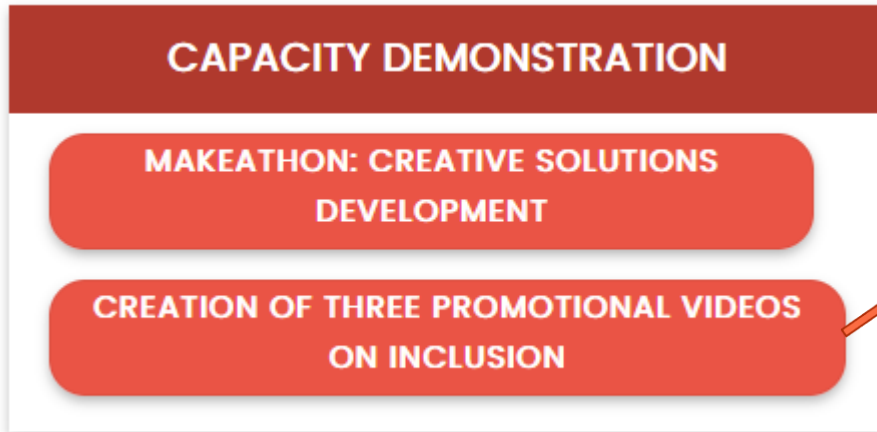 CAPACITY DEMONSTRATION
MAKEATHON: CREATIVE SOLUTIONS
DEVELOPMENT
CREATION OF THREE PROMOTIONAL VIDEOS
ON INCLUSION